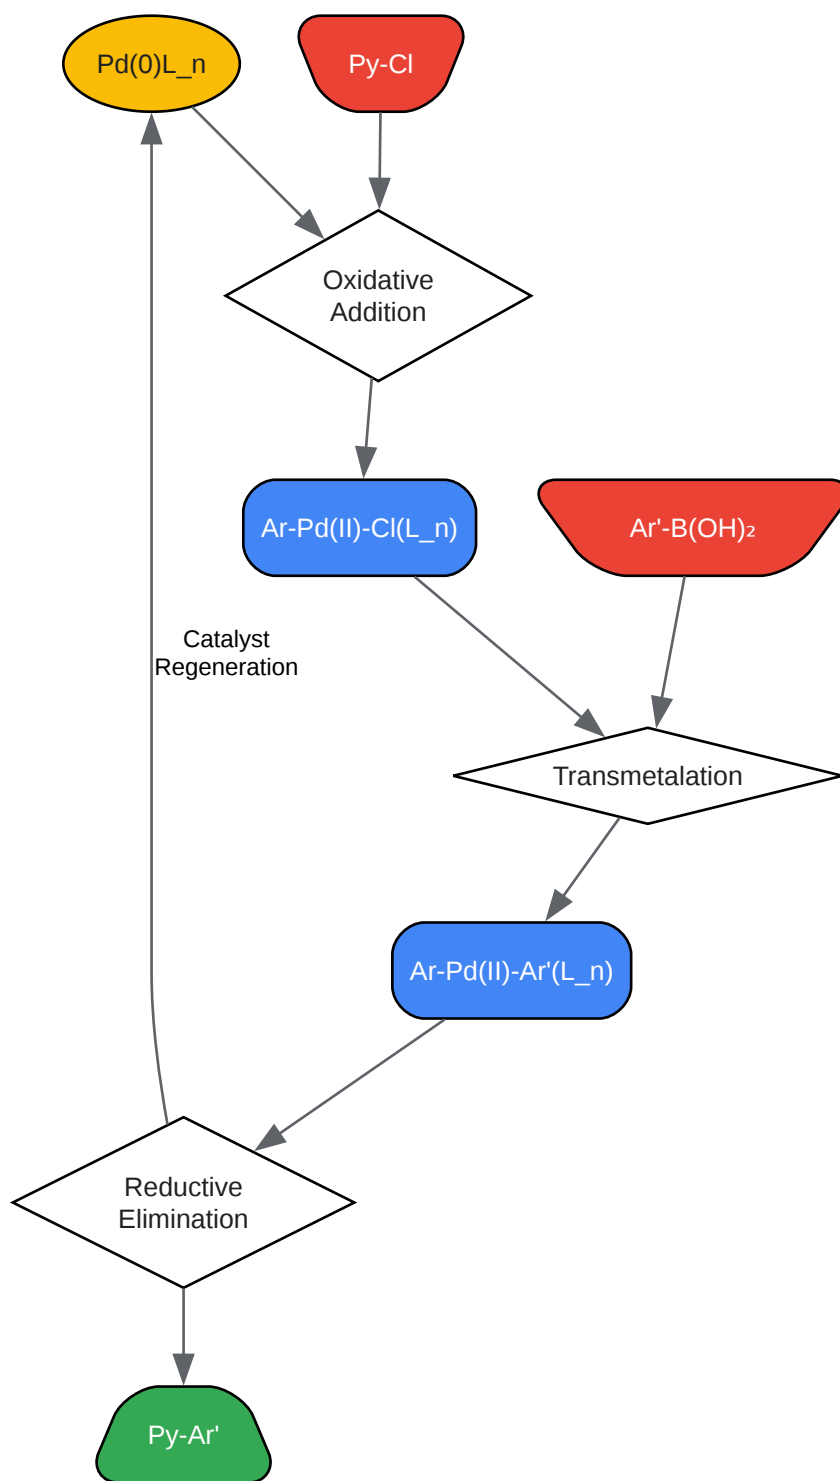 Pd(0)L_n
Py-Cl
Oxidative
Addition
Ar-Pd(II)-Cl(L_n)
Ar'-B(OH)₂
Catalyst
Regeneration
Transmetalation
Ar-Pd(II)-Ar'(L_n)
Reductive
Elimination
Py-Ar'